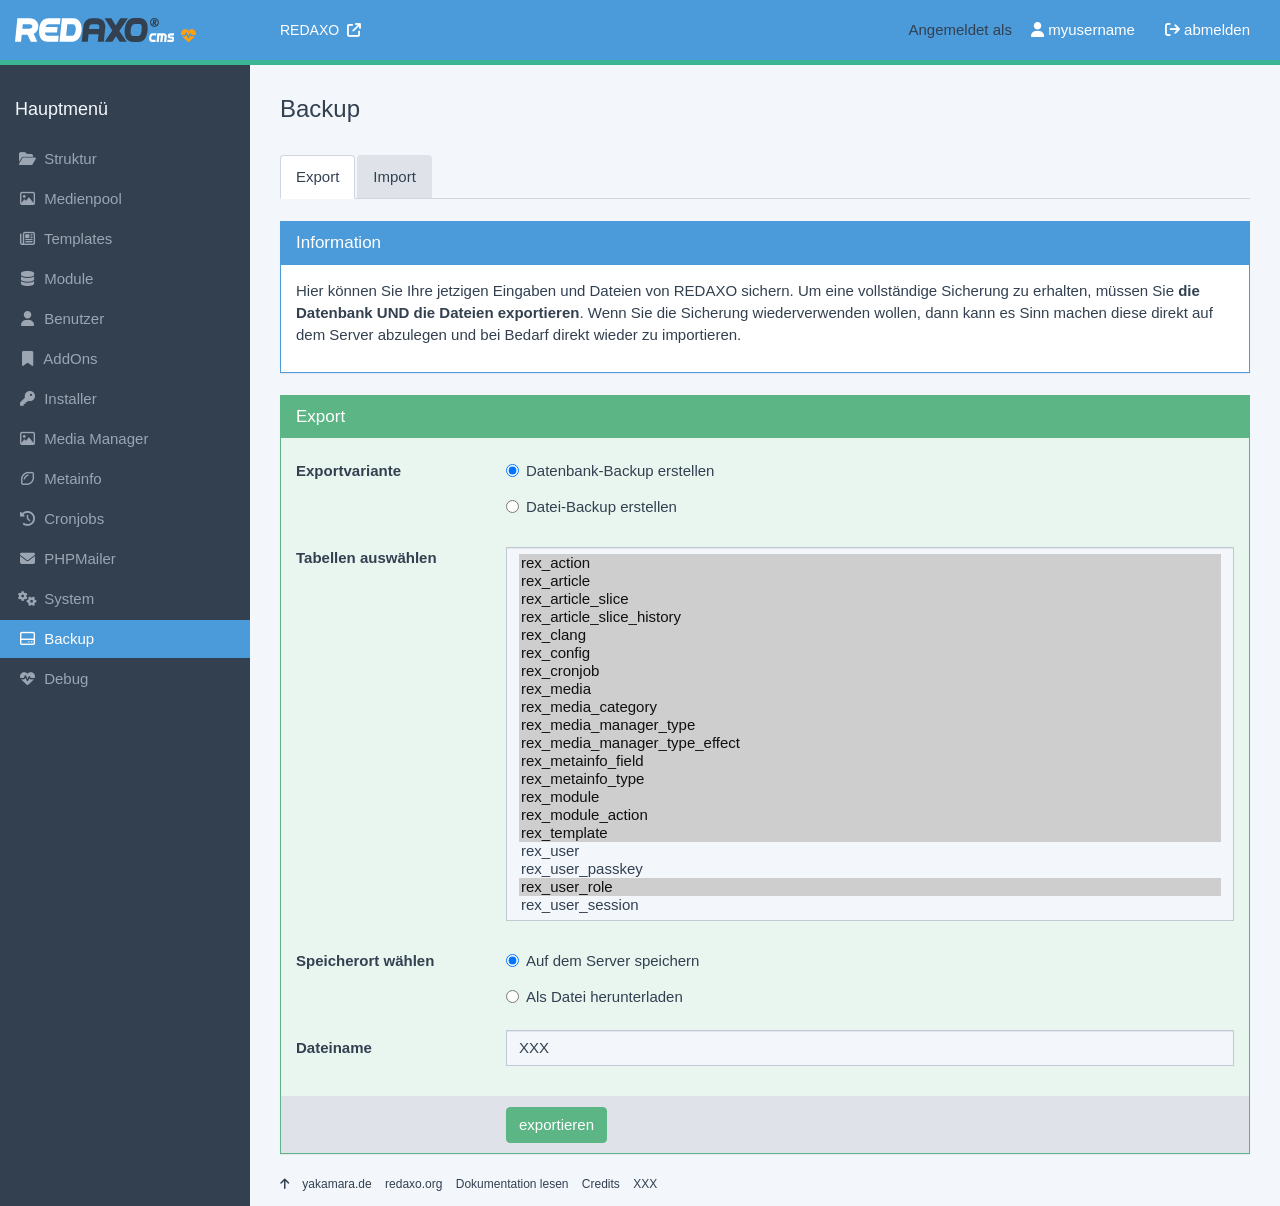 REDAXO® cms
REDAXO
Angemeldet als myusername abmelden
Hauptmenü
Struktur
Medienpool
Templates
Module
Benutzer
AddOns
Installer
Media Manager
Metainfo
Cronjobs
PHPMailer
System
Backup
Debug
Backup
Export Import
Information
Hier können Sie Ihre jetzigen Eingaben und Dateien von REDAXO sichern. Um eine vollständige Sicherung zu erhalten, müssen Sie die
Datenbank UND die Dateien exportieren. Wenn Sie die Sicherung wiederverwenden wollen, dann kann es Sinn machen diese direkt auf
dem Server abzulegen und bei Bedarf direkt wieder zu importieren.
Export
Exportvariante
Datenbank-Backup erstellen
Datei-Backup erstellen
Tabellen auswählen
rex_action
rex_article
rex_article_slice
rex_article_slice_history
rex_clang
rex_config
rex_cronjob
rex_media
rex_media_category
rex_media_manager_type
rex_media_manager_type_effect
rex_metainfo_field
rex_metainfo_type
rex_module
rex_module_action
rex_template
rex_user
rex_user_passkey
rex_user_role
rex_user_session
Speicherort wählen
Auf dem Server speichern
Als Datei herunterladen
Dateiname
XXX
exportieren
yakamara.de redaxo.org Dokumentation lesen Credits XXX